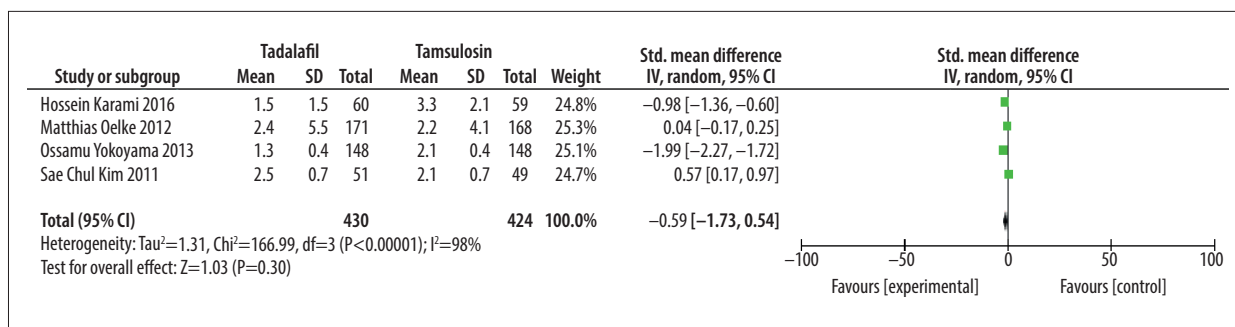 Tadalafil Tamsulosin Std. mean difference Std. mean difference
Study or subgroup Mean SD Total Mean SD Total Weight IV, random, 95% CI IV, random, 95% CI
Hossein Karami 2016 1.5 1.5 60 3.3 2.1 59 24.8% −0.98 [−1.36, −0.60]
Matthias Oelke 2012 2.4 5.5 171 2.2 4.1 168 25.3% 0.04 [−0.17, 0.25]
Ossamu Yokoyama 2013 1.3 0.4 148 2.1 0.4 148 25.1% −1.99 [−2.27, −1.72]
Sae Chul Kim 2011 2.5 0.7 51 2.1 0.7 49 24.7% 0.57 [0.17, 0.97]
Total (95% CI) 430 424 100.0% −0.59 [−1.73, 0.54]
Heterogeneity: Tau²=1.31, Chi²=166.99, df=3 (P<0.00001); I²=98%
Test for overall effect: Z=1.03 (P=0.30)
−100 −50 0 50 100
Favours [experimental] Favours [control]